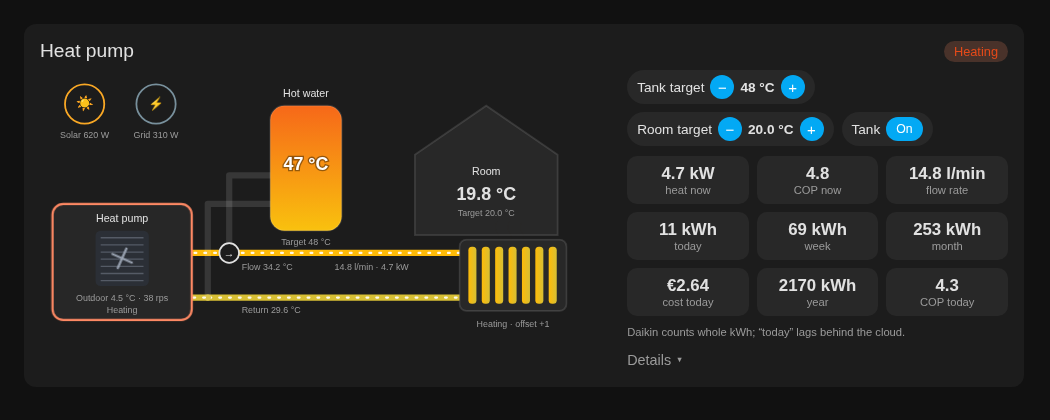 Heat pump
Heating
Solar 620 W
Grid 310 W
Hot water
47 °C
Target 48 °C
Room
19.8 °C
Target 20.0 °C
Heat pump
Outdoor 4.5 °C · 38 rps
Heating
→
Flow 34.2 °C
14.8 l/min · 4.7 kW
Return 29.6 °C
Heating · offset +1
Tank target − 48 °C +
Room target − 20.0 °C +
Tank On
4.7 kW
heat now
4.8
COP now
14.8 l/min
flow rate
11 kWh
today
69 kWh
week
253 kWh
month
€2.64
cost today
2170 kWh
year
4.3
COP today
Daikin counts whole kWh; “today” lags behind the cloud.
Details ▾